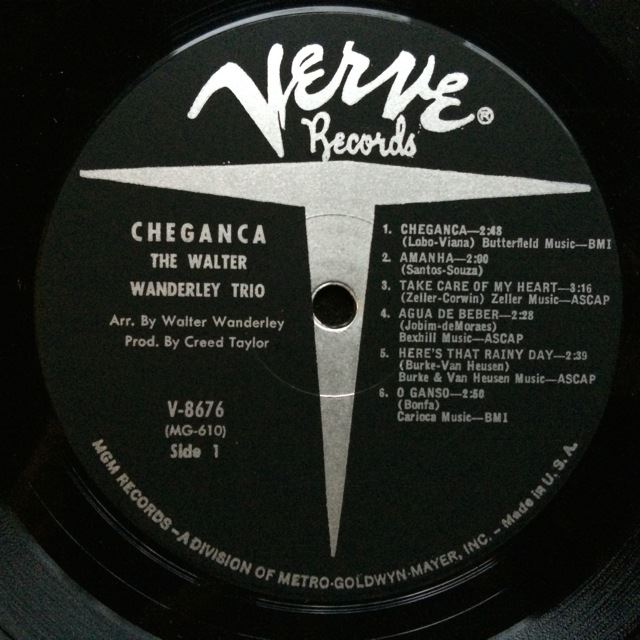 Verve®
Records
CHEGANCA
THE WALTER
WANDERLEY TRIO
Arr. By Walter Wanderley
Prod. By Creed Taylor
V-8676
(MG-610)
Side 1
1. CHEGANCA—2:48
(Lobo-Viana) Butterfield Music—BMI
2. AMANHA—2:00
(Santos-Souza)
3. TAKE CARE OF MY HEART—3:16
(Zeller-Corwin) Zeller Music—ASCAP
4. AGUA DE BEBER—2:28
(Jobim-deMoraes)
Bexhill Music—ASCAP
5. HERE'S THAT RAINY DAY—2:39
(Burke-Van Heusen)
Burke & Van Heusen Music—ASCAP
6. O GANSO—2:50
(Bonfa)
Carioca Music—BMI
MGM RECORDS—A DIVISION OF METRO-GOLDWYN-MAYER, INC. – Made in U.S.A.